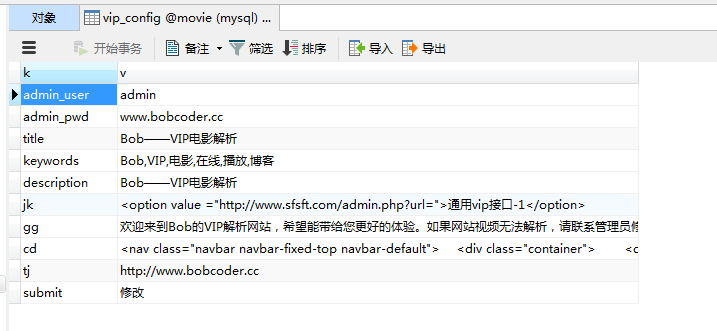 对象 vip_config @movie (mysql) ...
开始事务 备注 筛选 排序 导入 导出
k v
admin_user admin
admin_pwd www.bobcoder.cc
title Bob——VIP电影解析
keywords Bob,VIP,电影,在线,播放,博客
description Bob——VIP电影解析
jk <option value ="http://www.sfsft.com/admin.php?url=">通用vip接口-1</option>
gg 欢迎来到Bob的VIP解析网站，希望能带给您更好的体验。如果网站视频无法解析，请联系管理员修
cd <nav class="navbar navbar-fixed-top navbar-default"> <div class="container"> <c
tj http://www.bobcoder.cc
submit 修改